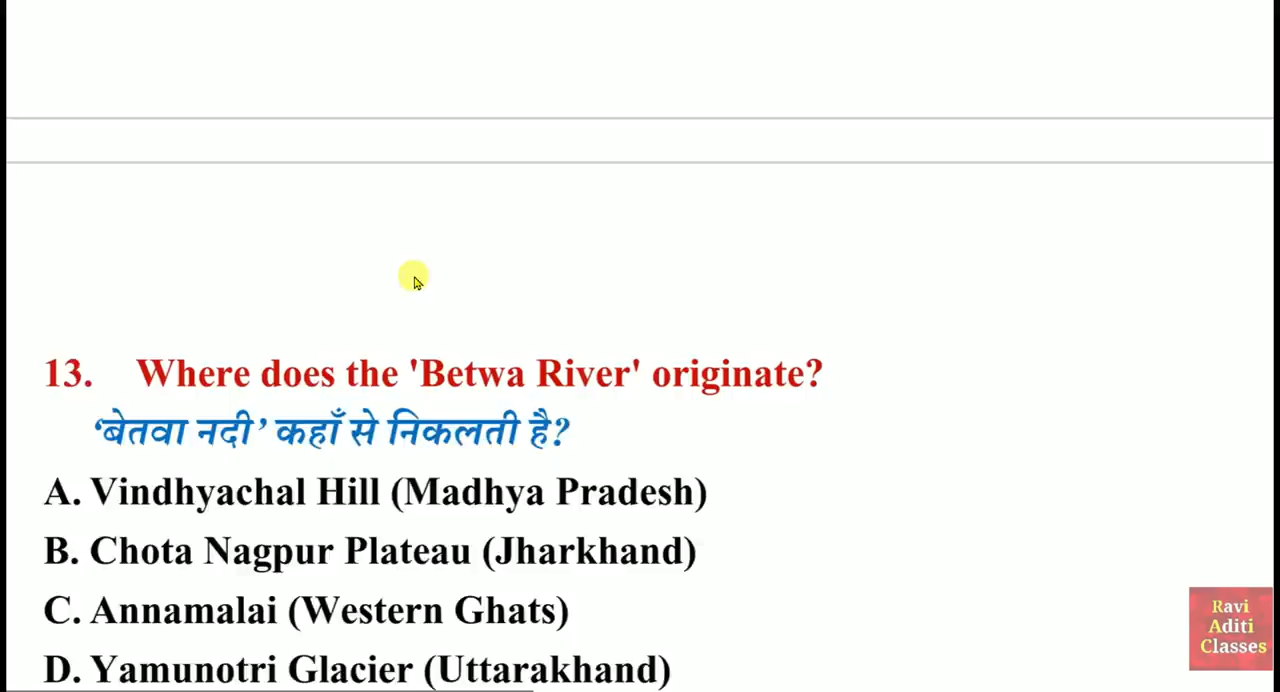 13. Where does the 'Betwa River' originate?
‘बेतवा नदी’ कहाँ से निकलती है?
A. Vindhyachal Hill (Madhya Pradesh)
B. Chota Nagpur Plateau (Jharkhand)
C. Annamalai (Western Ghats)
D. Yamunotri Glacier (Uttarakhand)
Ravi
Aditi
Classes